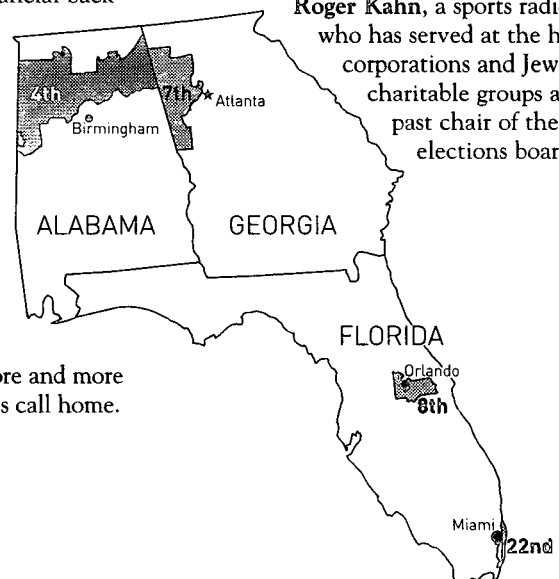 Roger Kahn, a sports radi
who has served at the h
corporations and Jew
charitable groups a
past chair of the
elections boar
4th
7th
Atlanta
Birmingham
ALABAMA
GEORGIA
FLORIDA
ore and more
s call home.
Orlando
8th
Miami
22nd